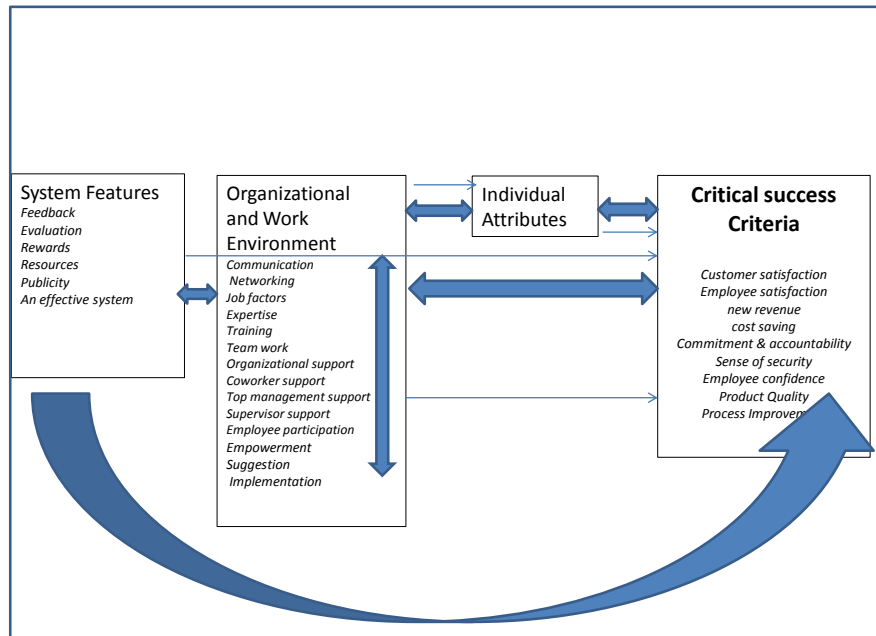 System Features
Feedback
Evaluation
Rewards
Resources
Publicity
An effective system
Organizational
and Work
Environment
Communication
Networking
Job factors
Expertise
Training
Team work
Organizational support
Coworker support
Top management support
Supervisor support
Employee participation
Empowerment
Suggestion
Implementation
Individual
Attributes
Critical success
Criteria
Customer satisfaction
Employee satisfaction
new revenue
cost saving
Commitment & accountability
Sense of security
Employee confidence
Product Quality
Process